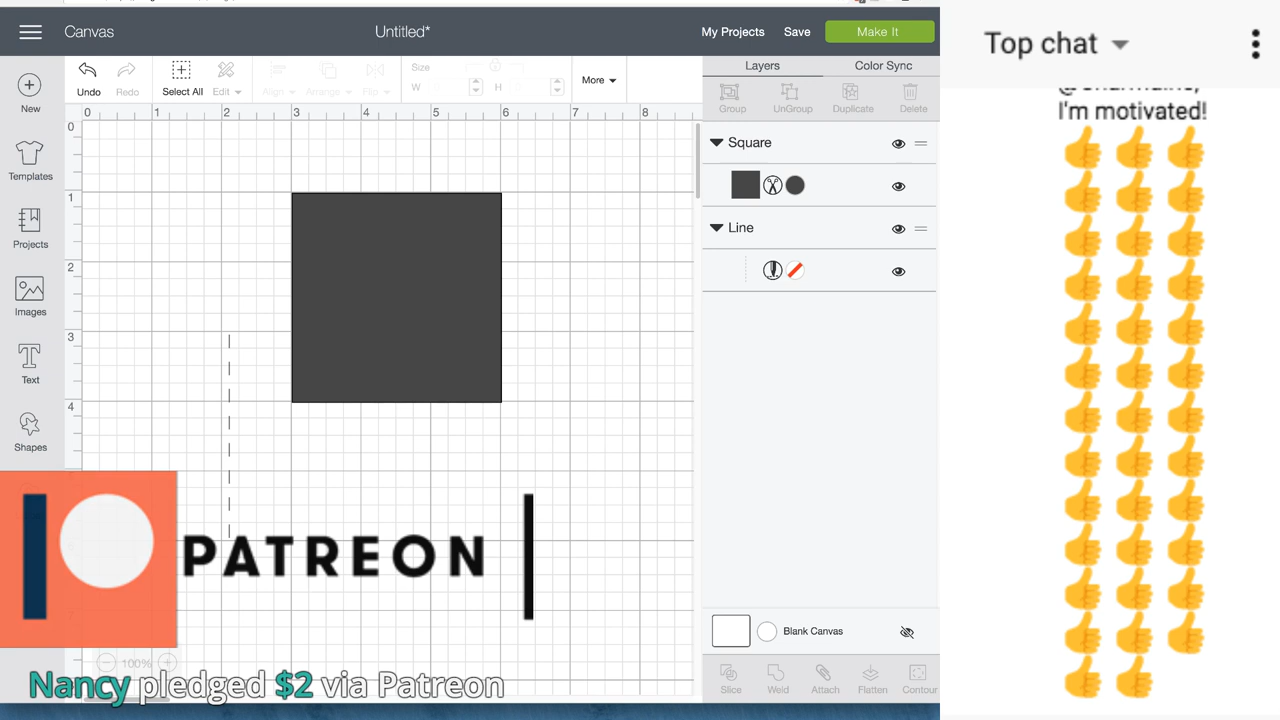 Canvas
Untitled*
My Projects
Save
Make It
Top chat
New
Templates
Projects
Images
Text
Shapes
Undo
Redo
Select All
Edit
Align
Arrange
Flip
Size
W
H
More
Layers
Color Sync
Group
UnGroup
Duplicate
Delete
0 1 2 3 4 5 6 7 8
0
1
2
3
4
Square
Line
I'm motivated!
PATREON
100%
Nancy pledged $2 via Patreon
Blank Canvas
Slice
Weld
Attach
Flatten
Contour